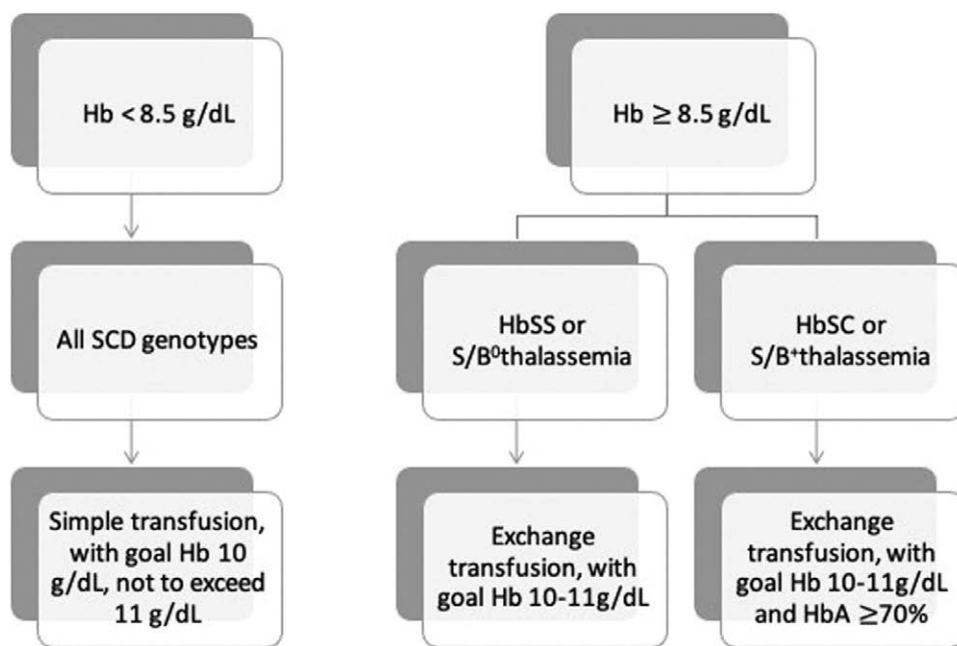 Hb < 8.5 g/dL
Hb ≥ 8.5 g/dL
All SCD genotypes
HbSS or
S/B⁰thalassemia
HbSC or
S/B⁺thalassemia
Simple transfusion,
with goal Hb 10
g/dL, not to exceed
11 g/dL
Exchange
transfusion, with
goal Hb 10-11g/dL
Exchange
transfusion, with
goal Hb 10-11g/dL
and HbA ≥70%